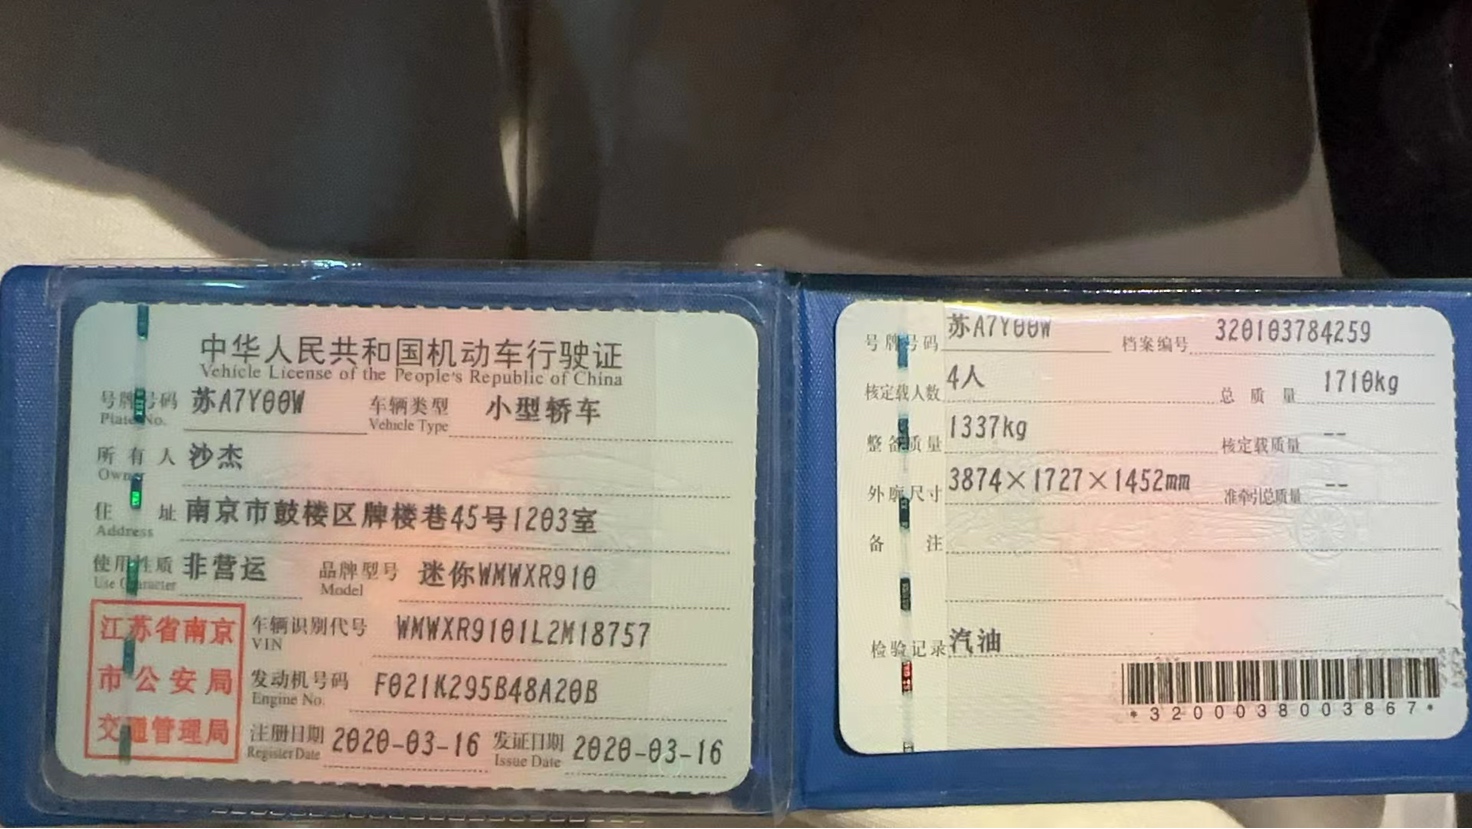 中华人民共和国机动车行驶证
Vehicle License of the People's Republic of China
号牌号码 苏A7Y00W 车辆类型 小型轿车
Plate No. Vehicle Type
所有人 沙杰
Owner
住址 南京市鼓楼区牌楼巷45号1203室
Address
使用性质 非营运 品牌型号 迷你WMWXR910
Use Character Model
江苏省南京
市公安局
交通管理局
车辆识别代号 WMWXR9101L2M18757
VIN
发动机号码 F021K295B48A20B
Engine No.
注册日期 2020-03-16 发证日期 2020-03-16
Register Date Issue Date
号牌号码 苏A7Y00W 档案编号 320103784259
核定载人数 4人 总质量 1710kg
整备质量 1337kg 核定载质量 --
外廓尺寸 3874×1727×1452mm 准牵引总质量 --
备注
检验记录 汽油
*3200038003867*